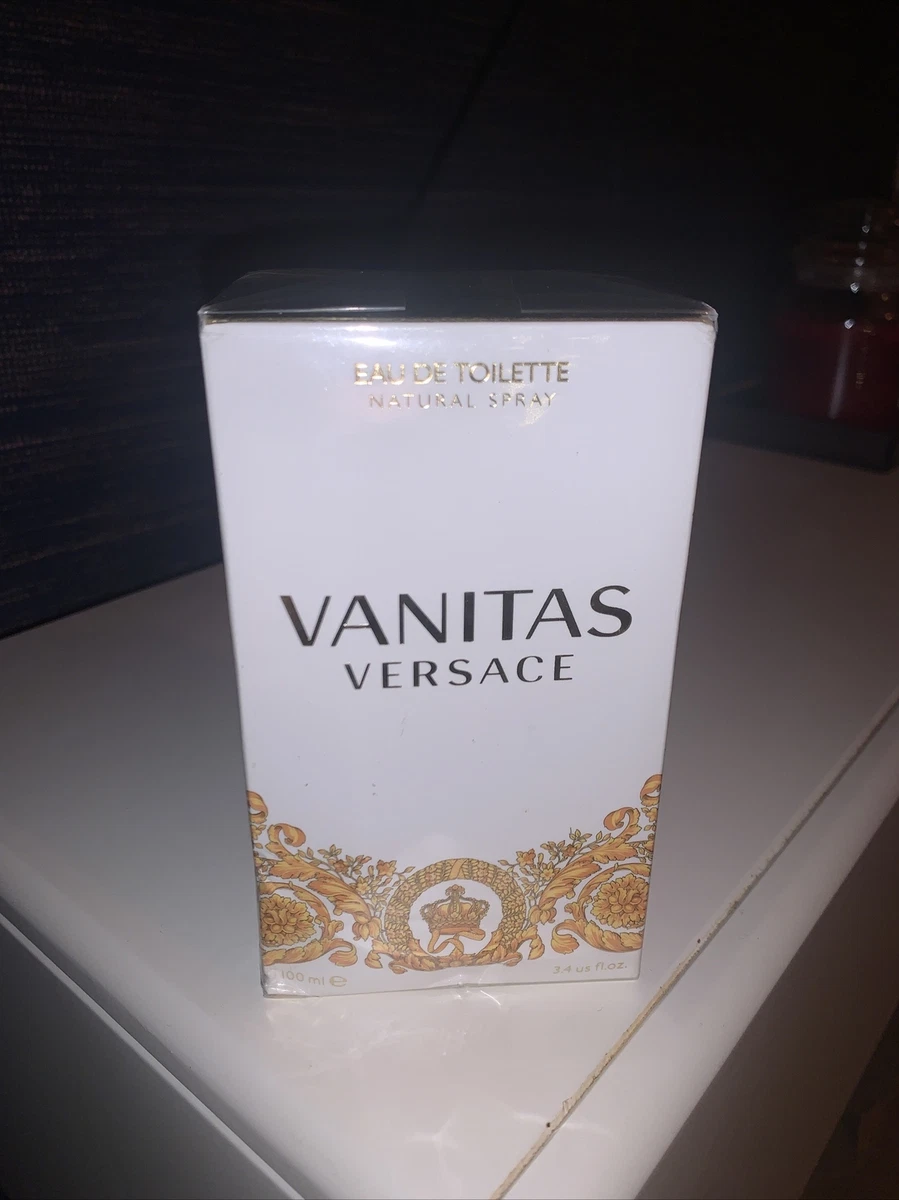 EAU DE TOILETTE
NATURAL SPRAY
VANITAS
VERSACE
100 ml ℮
3.4 us fl.oz.